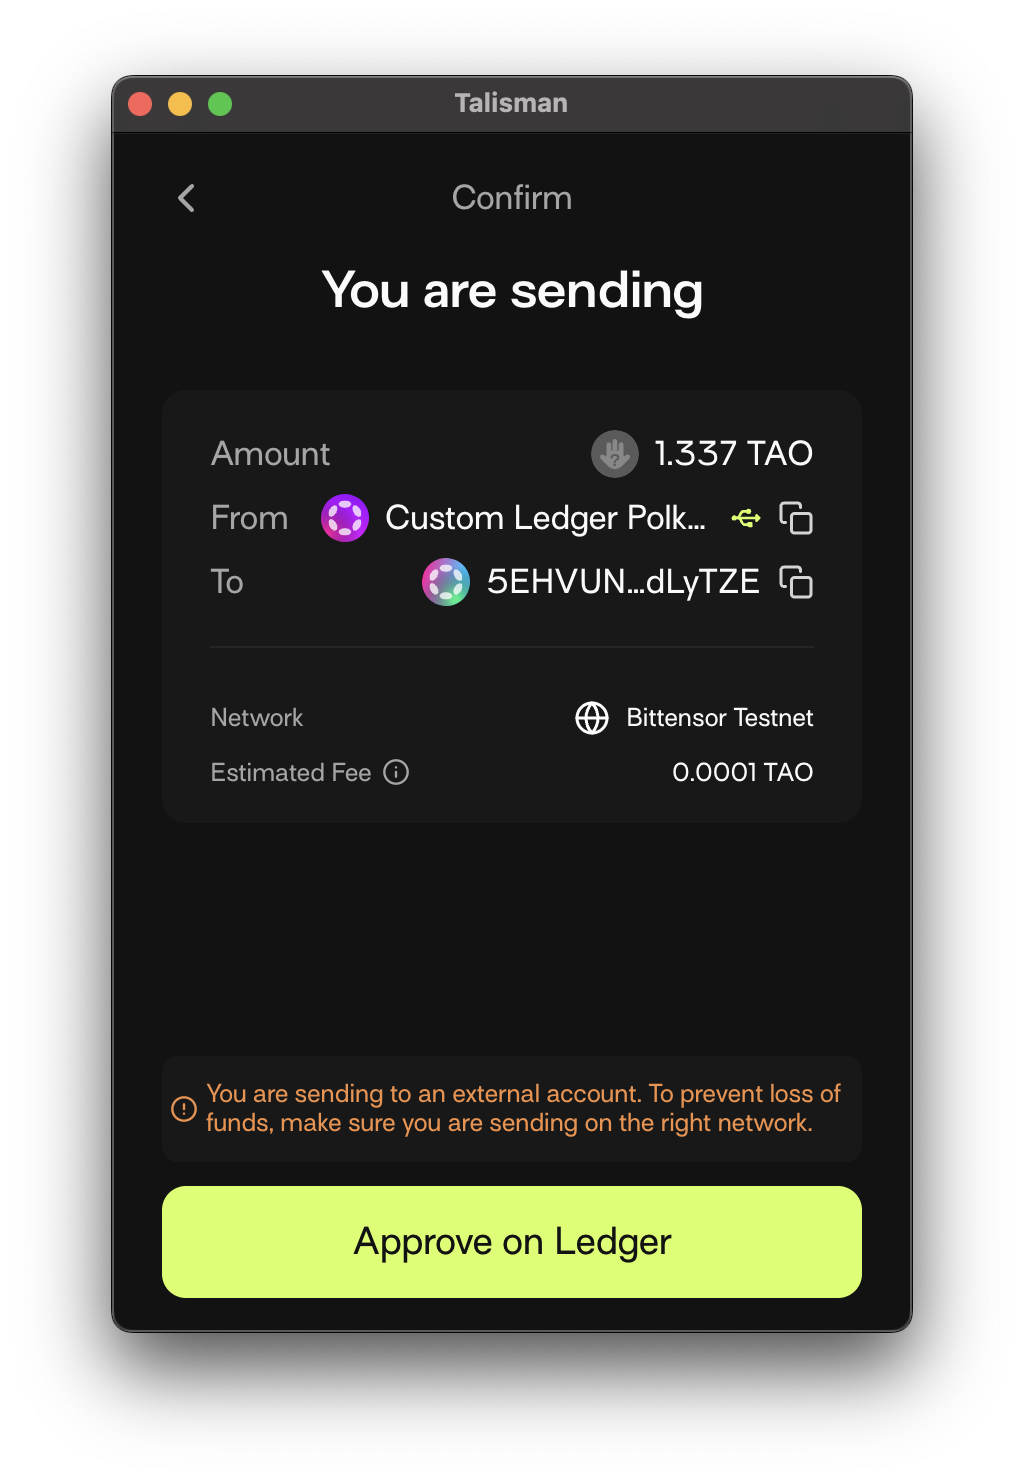 Talisman
Confirm
You are sending
Amount 1.337 TAO
From Custom Ledger Polk...
To 5EHVUN...dLyTZE
Network Bittensor Testnet
Estimated Fee 0.0001 TAO
You are sending to an external account. To prevent loss of
funds, make sure you are sending on the right network.
Approve on Ledger